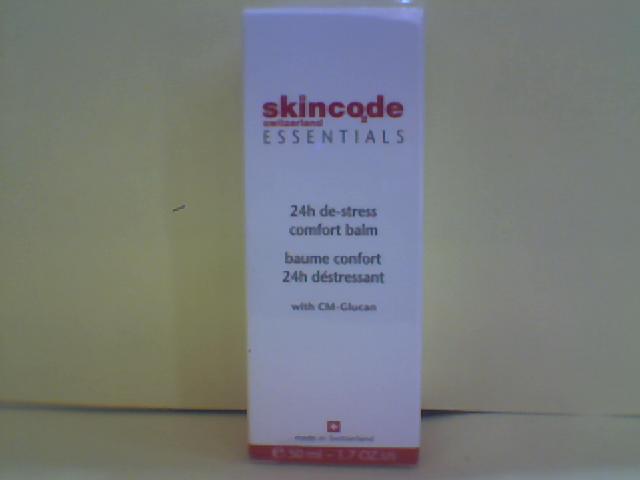 skincode
switzerland
ESSENTIALS
24h de-stress
comfort balm
baume confort
24h déstressant
with CM-Glucan
made in Switzerland
℮ 50 ml - 1.7 OZ.US